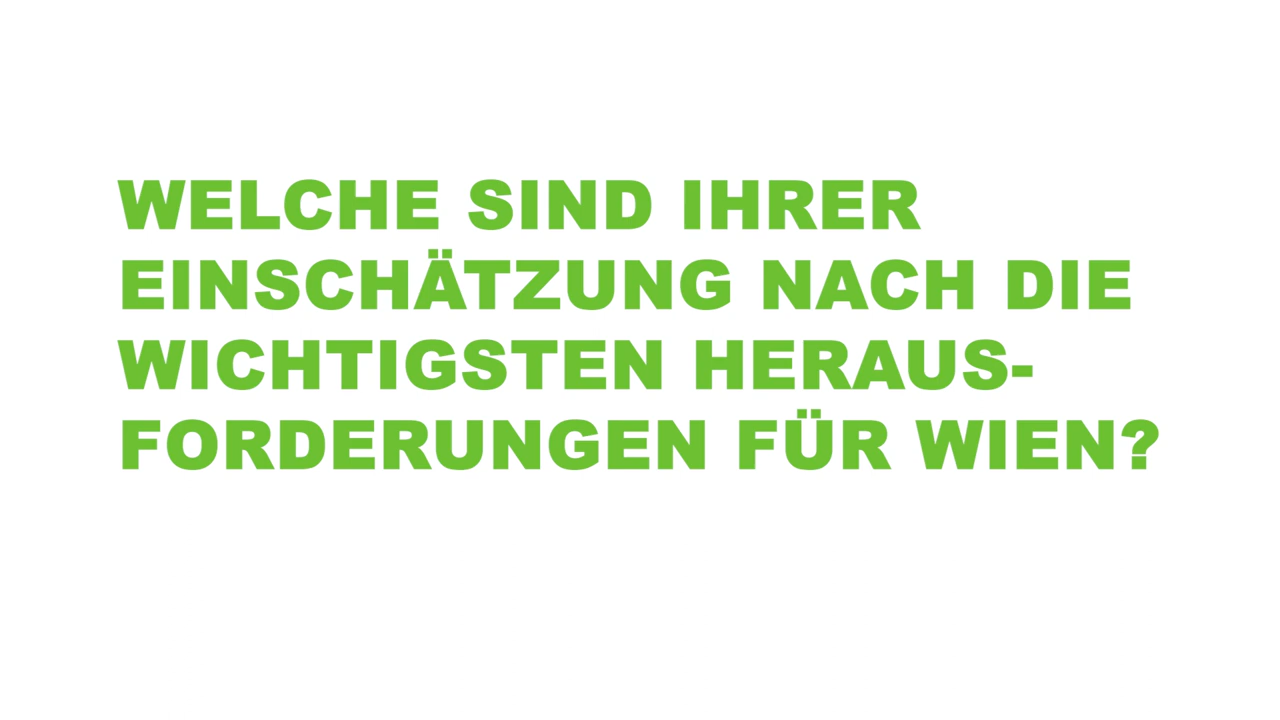 WELCHE SIND IHRER
EINSCHÄTZUNG NACH DIE
WICHTIGSTEN HERAUS-
FORDERUNGEN FÜR WIEN?